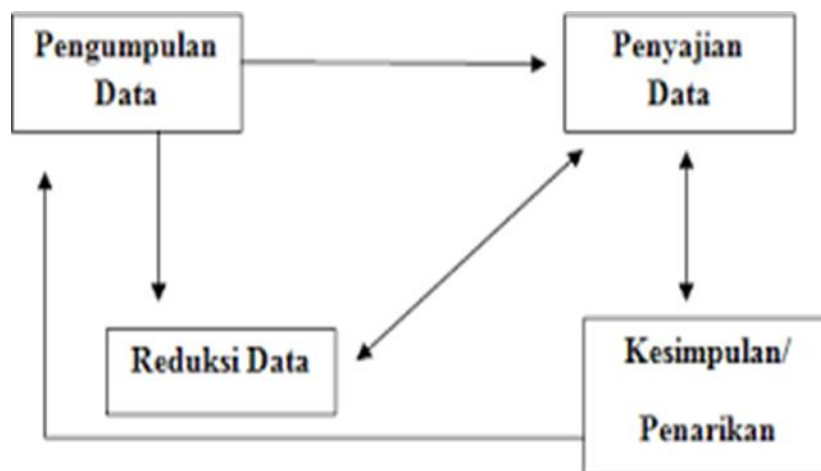 Pengumpulan
Data
Penyajian
Data
Reduksi Data
Kesimpulan/
Penarikan